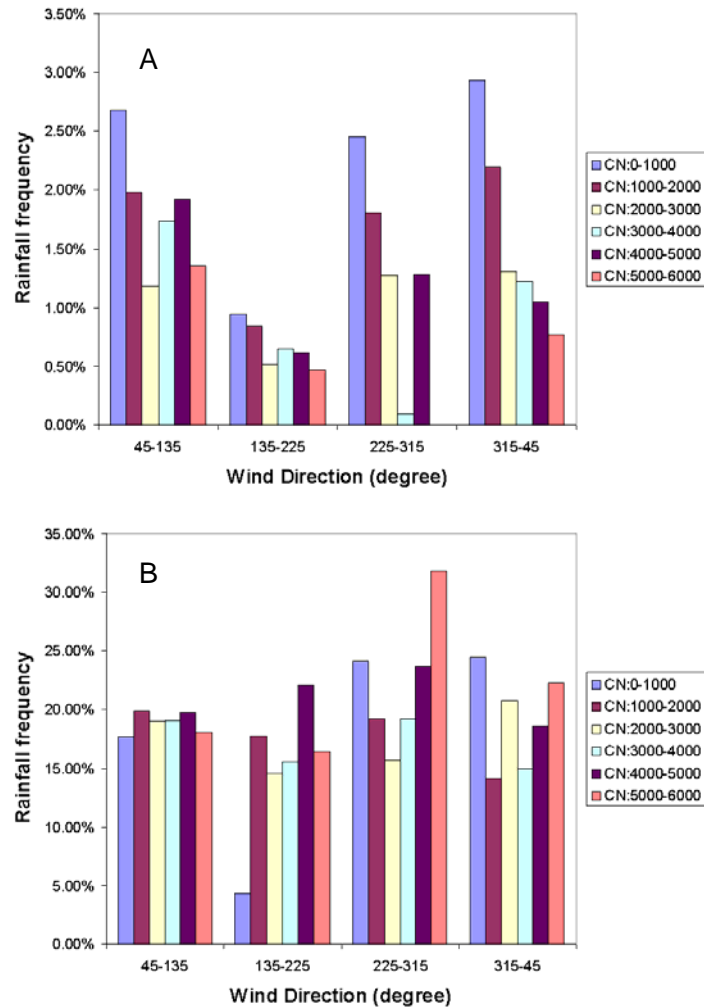 A
3.50%
3.00%
2.50%
2.00%
1.50%
1.00%
0.50%
0.00%
Rainfall frequency
45-135
135-225
225-315
315-45
Wind Direction (degree)
CN:0-1000
CN:1000-2000
CN:2000-3000
CN:3000-4000
CN:4000-5000
CN:5000-6000
B
35.00%
30.00%
25.00%
20.00%
15.00%
10.00%
5.00%
0.00%
Rainfall frequency
45-135
135-225
225-315
315-45
Wind Direction (degree)
CN:0-1000
CN:1000-2000
CN:2000-3000
CN:3000-4000
CN:4000-5000
CN:5000-6000